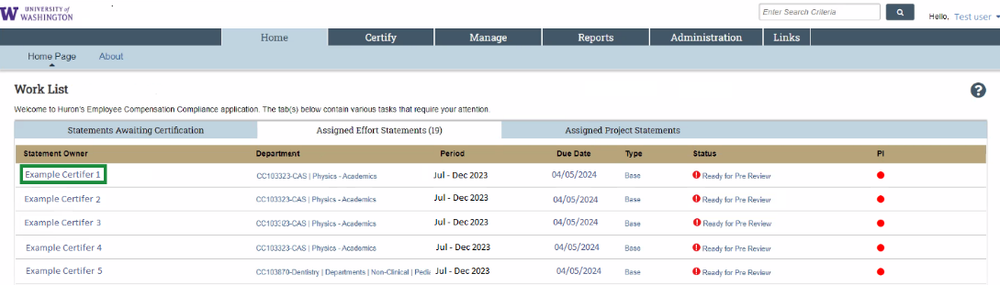 W UNIVERSITY of
WASHINGTON
Enter Search Criteria
Hello, Test user
Home Certify Manage Reports Administration Links
Home Page About
Work List
?
Welcome to Huron's Employee Compensation Compliance application. The tab(s) below contain various tasks that require your attention.
Statements Awaiting Certification Assigned Effort Statements (19) Assigned Project Statements
Statement Owner Department Period Due Date Type Status PI
Example Certifer 1 CC103323-CAS | Physics - Academics Jul - Dec 2023 04/05/2024 Base Ready for Pre Review
Example Certifer 2 CC103323-CAS | Physics - Academics Jul - Dec 2023 04/05/2024 Base Ready for Pre Review
Example Certifer 3 CC103323-CAS | Physics - Academics Jul - Dec 2023 04/05/2024 Base Ready for Pre Review
Example Certifer 4 CC103323-CAS | Physics - Academics Jul - Dec 2023 04/05/2024 Base Ready for Pre Review
Example Certifer 5 CC103870-Dentistry | Departments | Non-Clinical | Pedi Jul - Dec 2023 04/05/2024 Base Ready for Pre Review